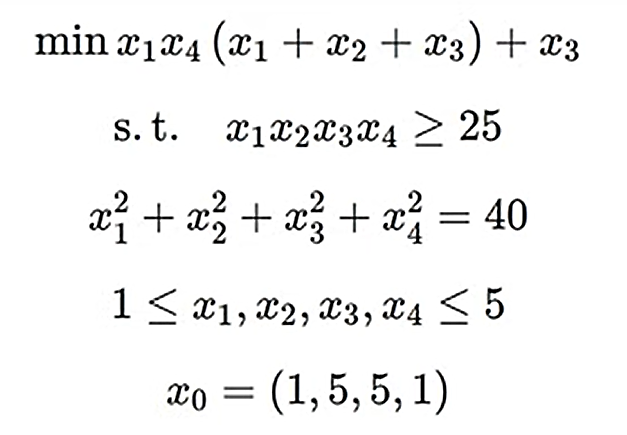 min x₁x₄ (x₁ + x₂ + x₃) + x₃
s. t. x₁x₂x₃x₄ ≥ 25
x₁² + x₂² + x₃² + x₄² = 40
1 ≤ x₁, x₂, x₃, x₄ ≤ 5
x₀ = (1, 5, 5, 1)